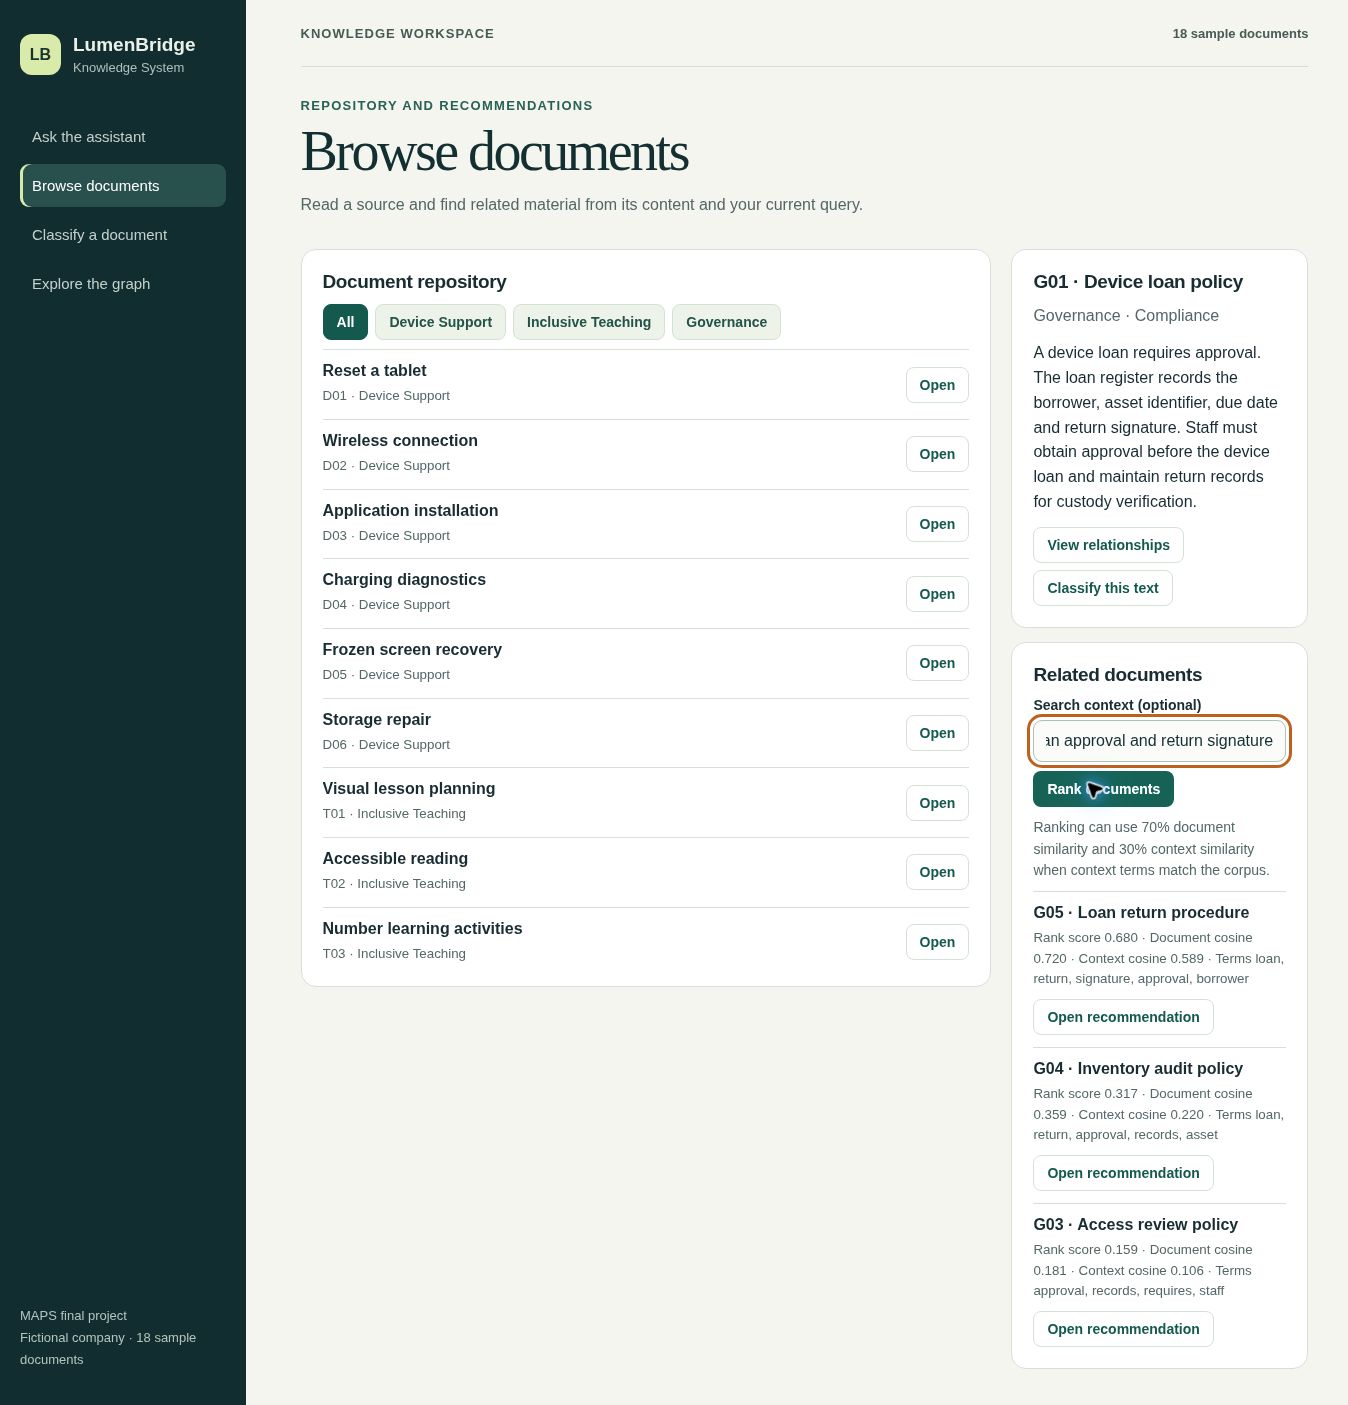 LB
LumenBridge
Knowledge System
Ask the assistant
Browse documents
Classify a document
Explore the graph
MAPS final project
Fictional company · 18 sample
documents
KNOWLEDGE WORKSPACE
18 sample documents
REPOSITORY AND RECOMMENDATIONS
Browse documents
Read a source and find related material from its content and your current query.
Document repository
All
Device Support
Inclusive Teaching
Governance
Reset a tablet
D01 · Device Support
Open
Wireless connection
D02 · Device Support
Open
Application installation
D03 · Device Support
Open
Charging diagnostics
D04 · Device Support
Open
Frozen screen recovery
D05 · Device Support
Open
Storage repair
D06 · Device Support
Open
Visual lesson planning
T01 · Inclusive Teaching
Open
Accessible reading
T02 · Inclusive Teaching
Open
Number learning activities
T03 · Inclusive Teaching
Open
G01 · Device loan policy
Governance · Compliance
A device loan requires approval.
The loan register records the
borrower, asset identifier, due date
and return signature. Staff must
obtain approval before the device
loan and maintain return records
for custody verification.
View relationships
Classify this text
Related documents
Search context (optional)
an approval and return signature
Rank cuments
Ranking can use 70% document
similarity and 30% context similarity
when context terms match the corpus.
G05 · Loan return procedure
Rank score 0.680 · Document cosine
0.720 · Context cosine 0.589 · Terms loan,
return, signature, approval, borrower
Open recommendation
G04 · Inventory audit policy
Rank score 0.317 · Document cosine
0.359 · Context cosine 0.220 · Terms loan,
return, approval, records, asset
Open recommendation
G03 · Access review policy
Rank score 0.159 · Document cosine
0.181 · Context cosine 0.106 · Terms
approval, records, requires, staff
Open recommendation